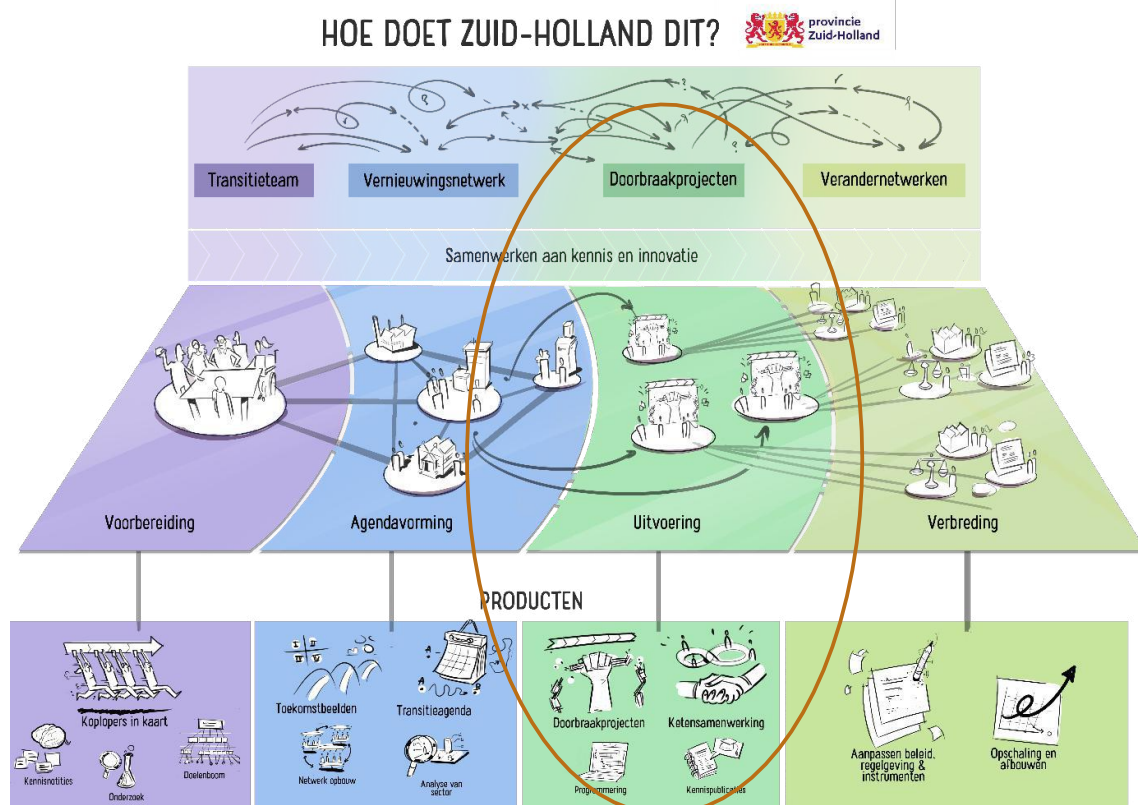 HOE DOET ZUID-HOLLAND DIT?
provincie
Zuid-Holland
Transitieteam
Vernieuwingsnetwerk
Doorbraakprojecten
Verandernetwerken
Samenwerken aan kennis en innovatie
Voorbereiding
Agendavorming
Uitvoering
Verbreding
PRODUCTEN
Koplopers in kaart
Kennisnotities
Onderzoek
Doelenboom
Toekomstbeelden
Transitieagenda
Netwerk opbouw
Analyse van
sector
Doorbraakprojecten
Ketensamenwerking
Programmering
Kennispublicaties
Aanpassen beleid,
regelgeving &
instrumenten
Opschaling en
afbouwen